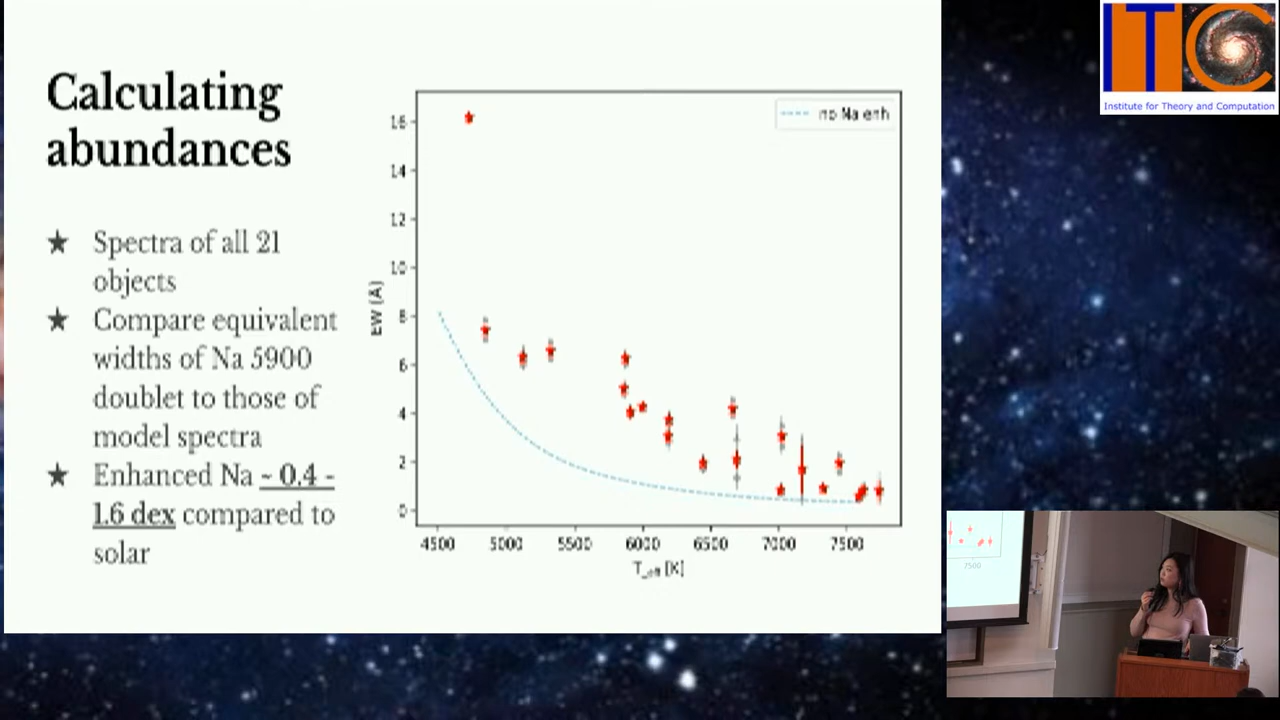 Calculating
abundances
★ Spectra of all 21
objects
★ Compare equivalent
widths of Na 5900
doublet to those of
model spectra
★ Enhanced Na ~ 0.4 -
1.6 dex compared to
solar
no Na enh
16
14
12
10
8
6
4
2
0
EW (Å)
4500 5000 5500 6000 6500 7000 7500
T_eff [K]
ITC
Institute for Theory and Computation
7500